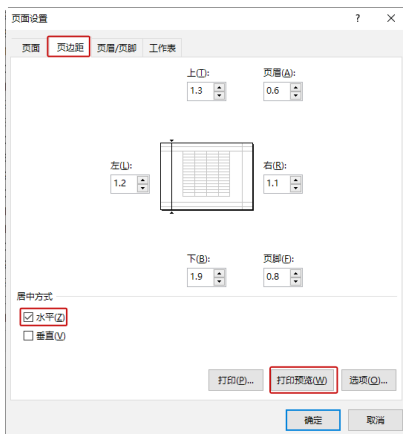 页面设置 ? ×
页面 页边距 页眉/页脚 工作表
上(T): 页眉(A):
1.3 0.6
左(L): 右(R):
1.2 1.1
下(B): 页脚(F):
1.9 0.8
居中方式
水平(Z)
垂直(V)
打印(P)... 打印预览(W) 选项(O)...
确定 取消